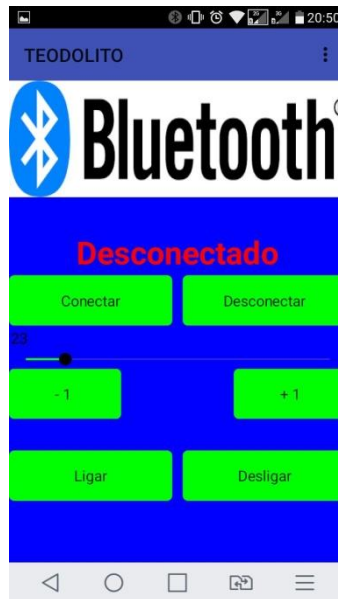 20:50
TEODOLITO
Bluetooth
Desconectado
Conectar Desconectar
23
- 1 + 1
Ligar Desligar